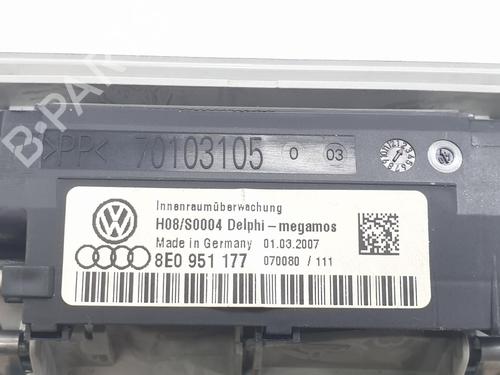 B-PARTS
>PP< 70103105 0 03
Innenraumüberwachung
H08/S0004 Delphi-megamos
Made in Germany 01.03.2007
8E0 951 177 070080 / 111